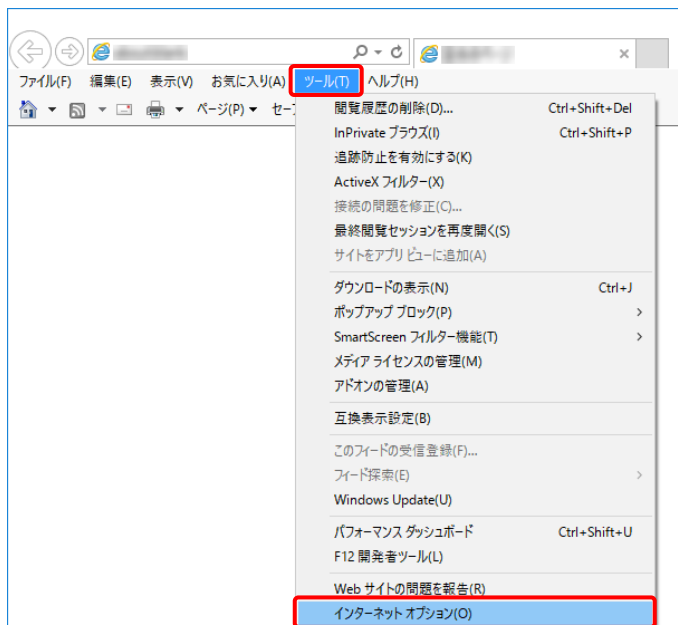 ファイル(F) 編集(E) 表示(V) お気に入り(A) ツール(T) ヘルプ(H)
ページ(P) セー
閲覧履歴の削除(D)... Ctrl+Shift+Del
InPrivate ブラウズ(I) Ctrl+Shift+P
追跡防止を有効にする(K)
ActiveX フィルター(X)
接続の問題を修正(C)...
最終閲覧セッションを再度開く(S)
サイトをアプリ ビューに追加(A)
ダウンロードの表示(N) Ctrl+J
ポップアップ ブロック(P)
SmartScreen フィルター機能(T)
メディア ライセンスの管理(M)
アドオンの管理(A)
互換表示設定(B)
このフィードの受信登録(F)...
フィード探索(E)
Windows Update(U)
パフォーマンス ダッシュボード Ctrl+Shift+U
F12 開発者ツール(L)
Web サイトの問題を報告(R)
インターネット オプション(O)